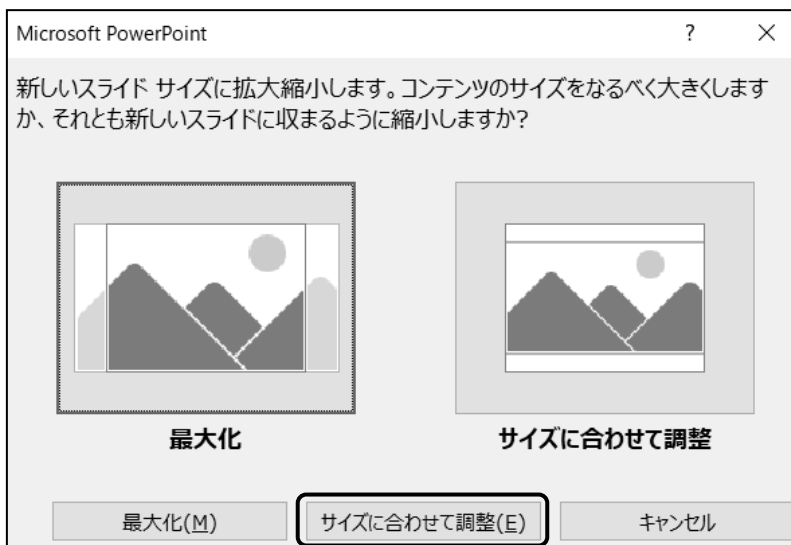 Microsoft PowerPoint ? ×
新しいスライド サイズに拡大縮小します。コンテンツのサイズをなるべく大きくします
か、それとも新しいスライドに収まるように縮小しますか?
最大化
サイズに合わせて調整
最大化(M)
サイズに合わせて調整(E)
キャンセル